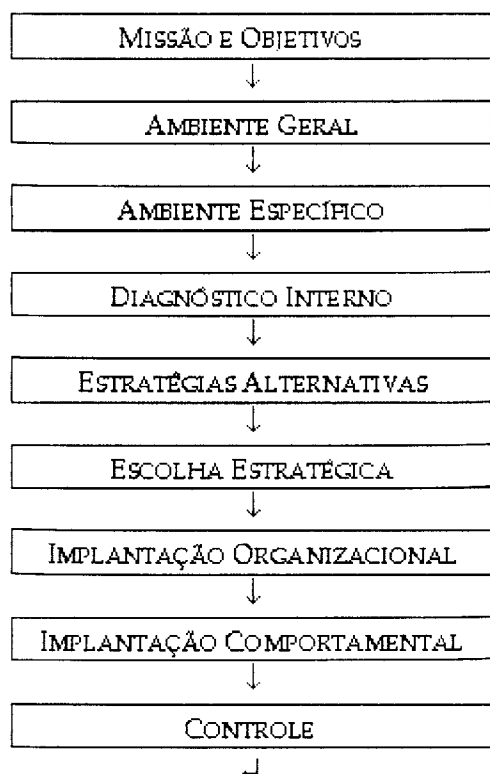 MISSÃO E OBJETIVOS
AMBIENTE GERAL
AMBIENTE ESPECÍFICO
DIAGNÓSTICO INTERNO
ESTRATÉGIAS ALTERNATIVAS
ESCOLHA ESTRATÉGICA
IMPLANTAÇÃO ORGANIZACIONAL
IMPLANTAÇÃO COMPORTAMENTAL
CONTROLE